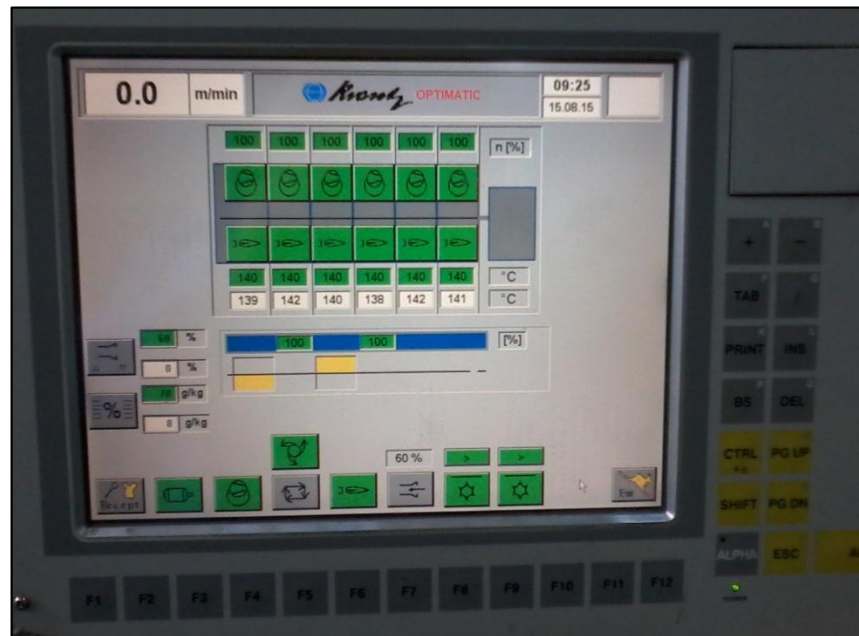 0.0 m/min Krantz OPTIMATIC 09:25
15.08.15
100 100 100 100 100 100 n [%]
140 140 140 140 140 140 °C
139 142 140 138 142 141 °C
%
100 100 [%]
0 %
g/kg
%
8 g/kg
60 % > >
Recept
+ -
TAB /
PRINT INS
BS DEL
CTRL PG UP
SHIFT PG DN
ALPHA ESC A
F1 F2 F3 F4 F5 F6 F7 F8 F9 F10 F11 F12